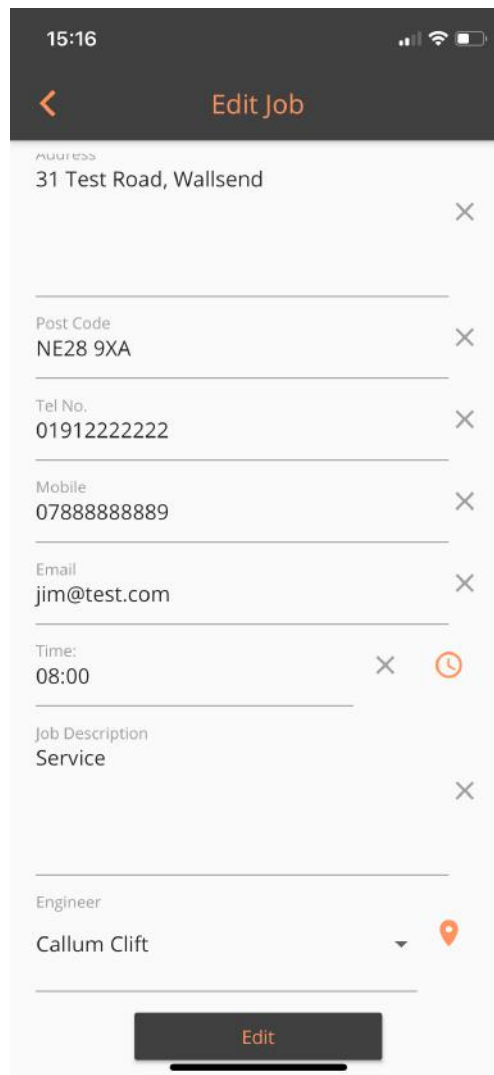 15:16
Edit Job
Address
31 Test Road, Wallsend
Post Code
NE28 9XA
Tel No.
01912222222
Mobile
07888888889
Email
jim@test.com
Time:
08:00
Job Description
Service
Engineer
Callum Clift
Edit